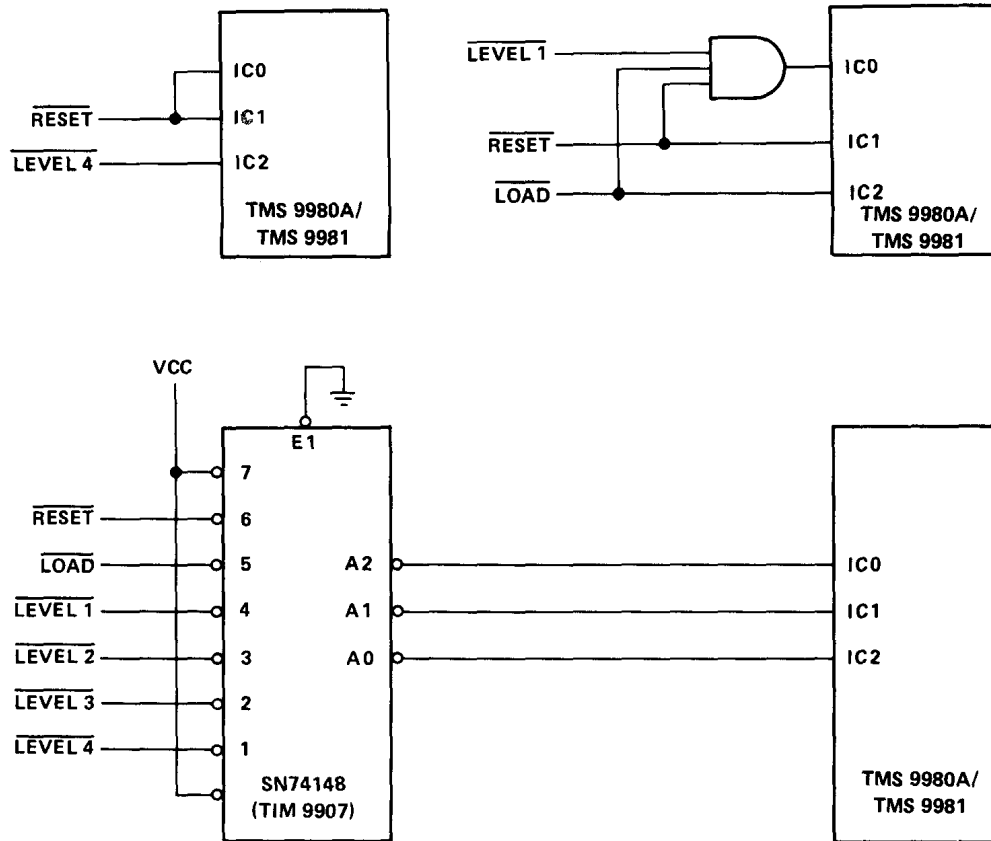 IC0
RESET
IC1
LEVEL 4
IC2
TMS 9980A/
TMS 9981
LEVEL 1
IC0
RESET
IC1
LOAD
IC2
TMS 9980A/
TMS 9981
VCC
E1
7
RESET
6
LOAD
5
A2
IC0
LEVEL 1
4
A1
IC1
LEVEL 2
3
A0
IC2
LEVEL 3
2
LEVEL 4
1
SN74148
(TIM 9907)
TMS 9980A/
TMS 9981